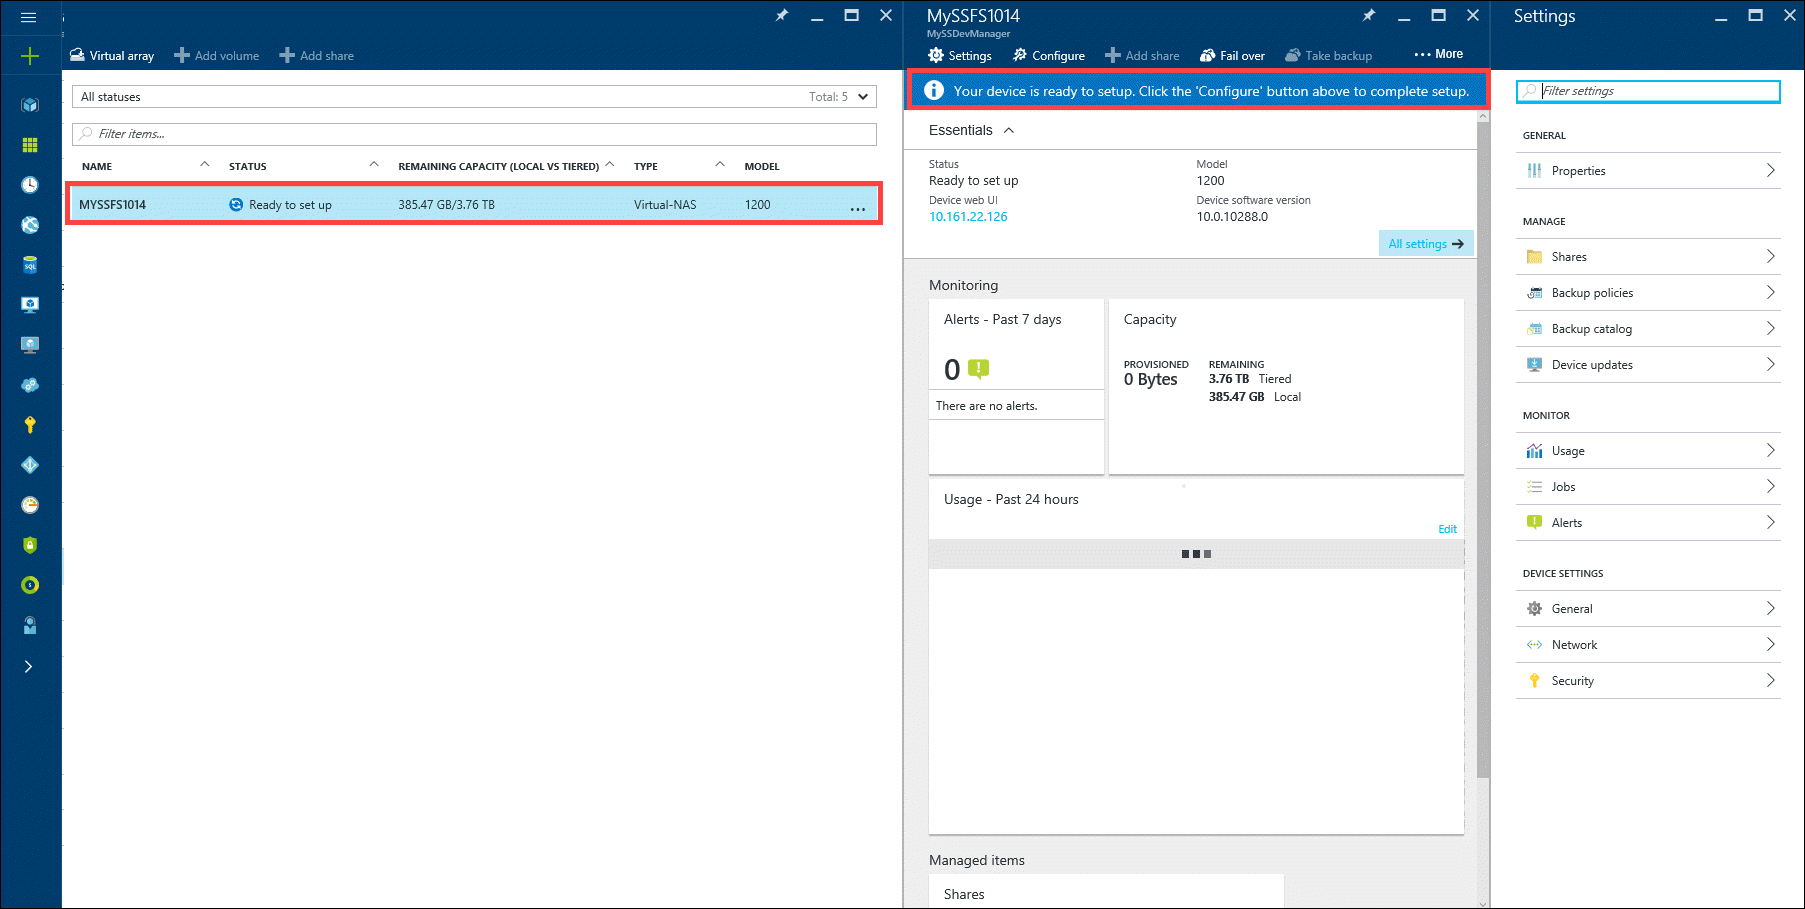 Virtual array
Add volume
Add share
All statuses
Total: 5
Filter items...
NAME
STATUS
REMAINING CAPACITY (LOCAL VS TIERED)
TYPE
MODEL
MYSSFS1014
Ready to set up
385.47 GB/3.76 TB
Virtual-NAS
1200
...
MySSFS1014
MySSDevManager
Settings
Configure
Add share
Fail over
Take backup
More
Your device is ready to setup. Click the 'Configure' button above to complete setup.
Essentials
Status
Ready to set up
Device web UI
10.161.22.126
Model
1200
Device software version
10.0.10288.0
All settings
Monitoring
Alerts - Past 7 days
0
There are no alerts.
Capacity
PROVISIONED
0 Bytes
REMAINING
3.76 TB Tiered
385.47 GB Local
Usage - Past 24 hours
Edit
Managed items
Shares
Settings
Filter settings
GENERAL
Properties
MANAGE
Shares
Backup policies
Backup catalog
Device updates
MONITOR
Usage
Jobs
Alerts
DEVICE SETTINGS
General
Network
Security
SQL